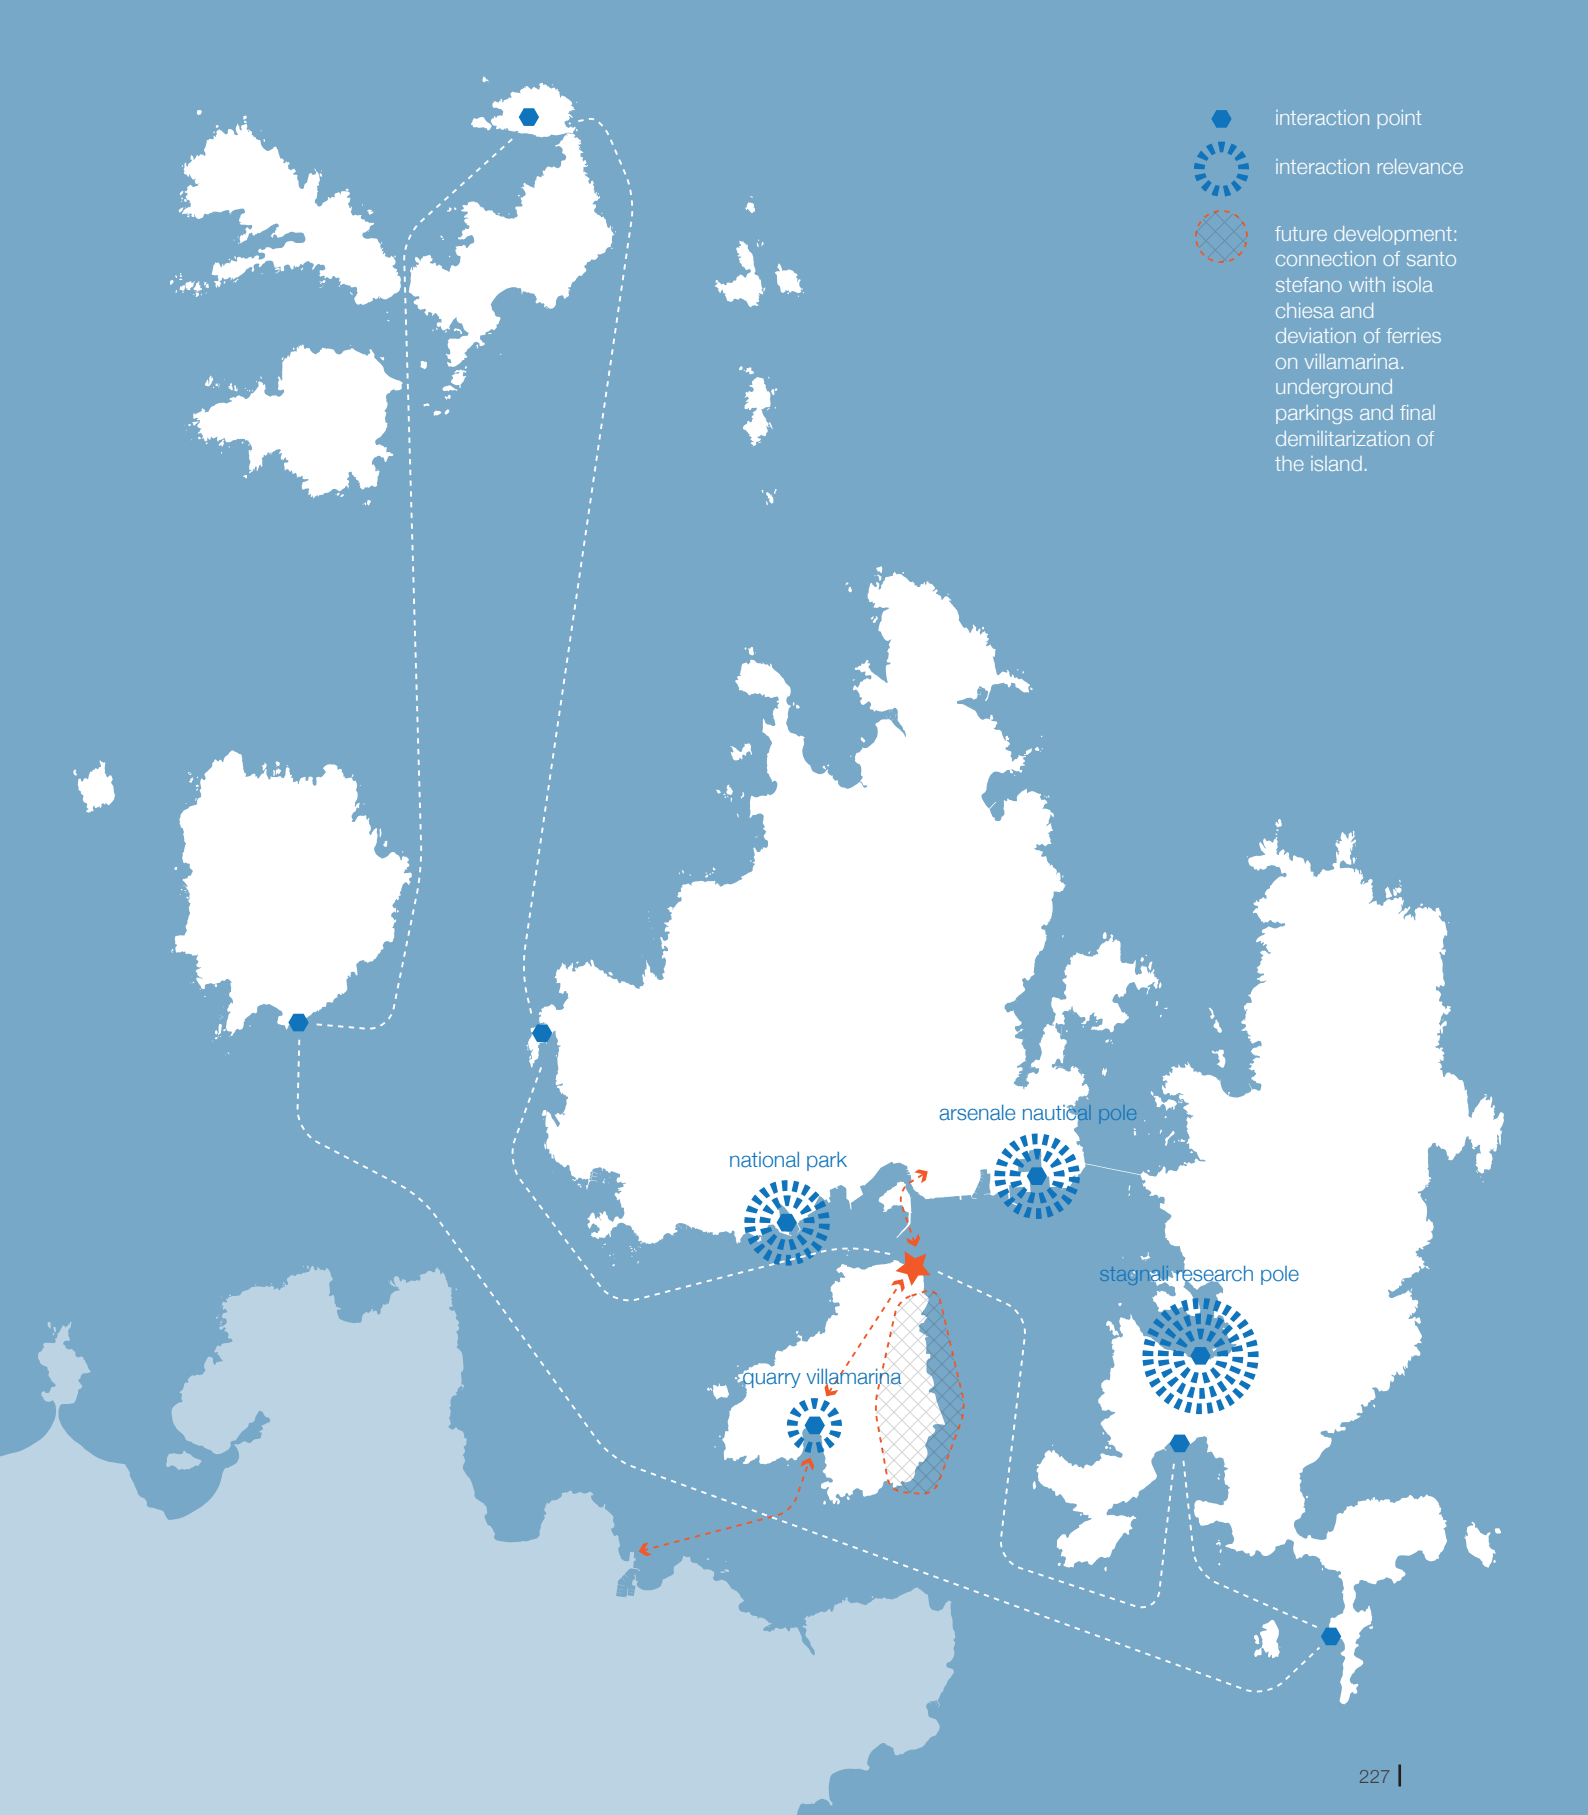 interaction point
interaction relevance
future development:
connection of santo
stefano with isola
chiesa and
deviation of ferries
on villamarina.
underground
parkings and final
demilitarization of
the island.
arsenale nautical pole
national park
stagnali research pole
quarry villamarina
227